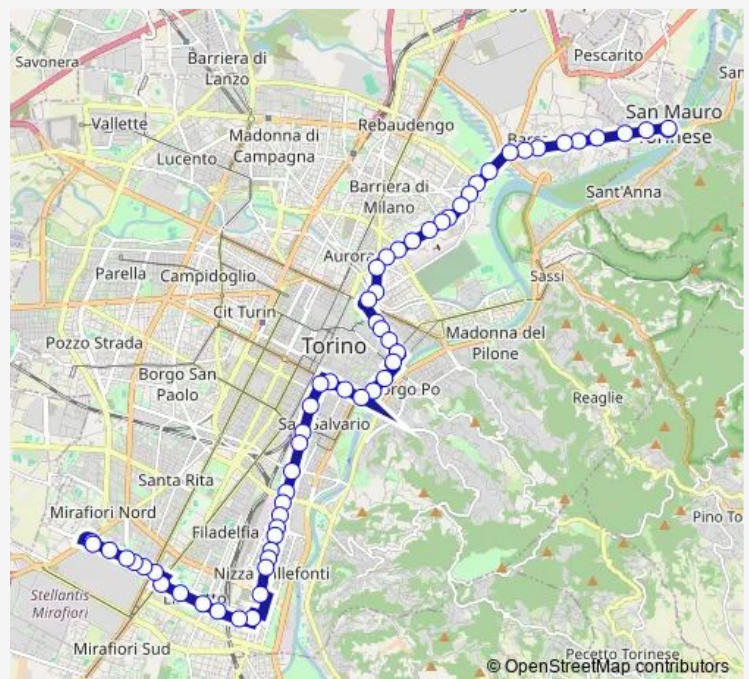 Savonera
Barriera di
Lanzo
Pescarito
Vallette
Madonna di
Campagna
Rebaudengo
San Mauro
Torinese
Lucento
Barriera di
Milano
Sant'Anna
Aurora
Parella
Campidoglio
Sassi
Cit Turin
Pozzo Strada
Torino
Madonna del
Pilone
Borgo San
Paolo
Borgo Po
Reaglie
San Salvario
Santa Rita
Mirafiori Nord
Filadelfia
Pino To
Nizza Millefonti
Stellantis
Mirafiori
Mirafiori Sud
Pecetto Torinese
© OpenStreetMap contributors